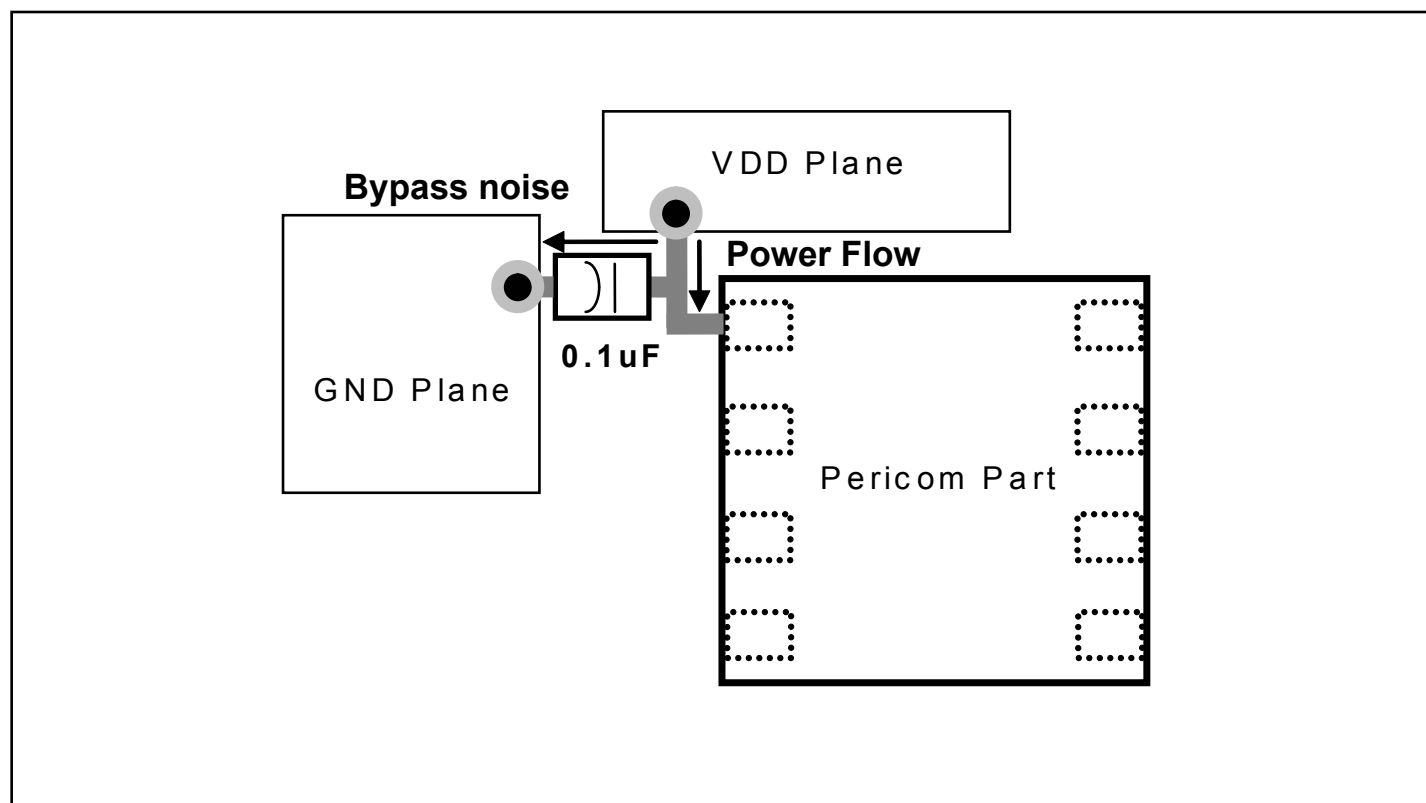 VDD Plane
Bypass noise
Power Flow
0.1uF
GND Plane
Pericom Part